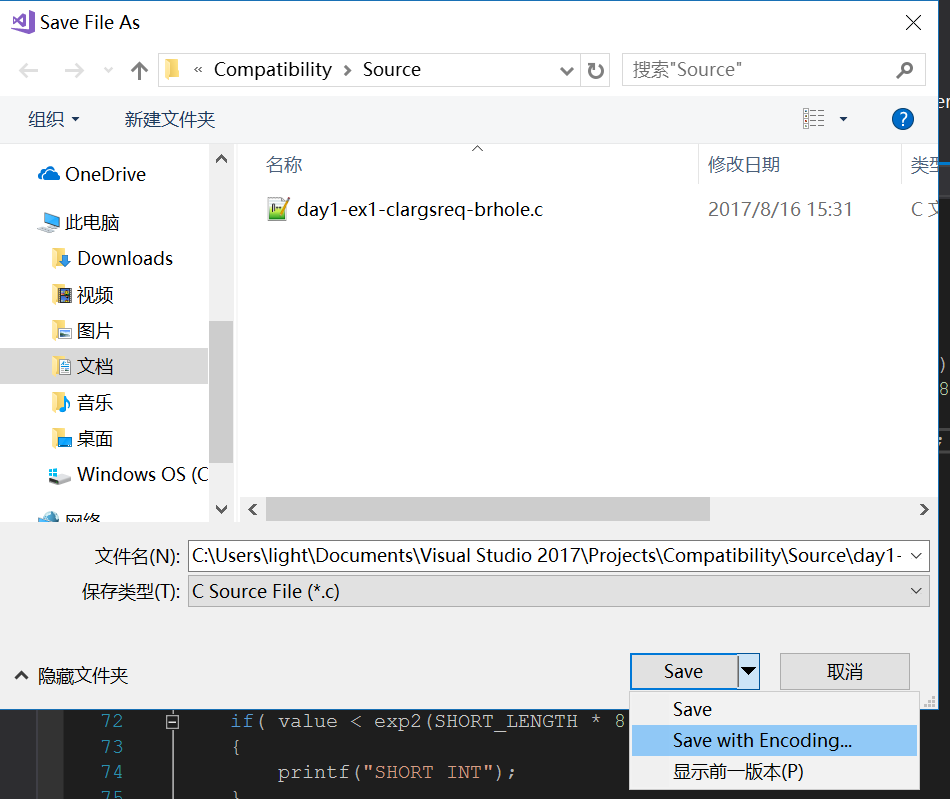 Save File As
« Compatibility > Source
搜索"Source"
组织
新建文件夹
名称
修改日期
类型
OneDrive
此电脑
Downloads
视频
图片
文档
音乐
桌面
Windows OS (C
网络
day1-ex1-clargsreq-brhole.c
2017/8/16 15:31
C 文
文件名(N):
C:\Users\light\Documents\Visual Studio 2017\Projects\Compatibility\Source\day1-
保存类型(T):
C Source File (*.c)
隐藏文件夹
Save
取消
Save
Save with Encoding...
显示前一版本(P)
72 if( value < exp2(SHORT_LENGTH * 8
73 {
74 printf("SHORT INT");
75 }